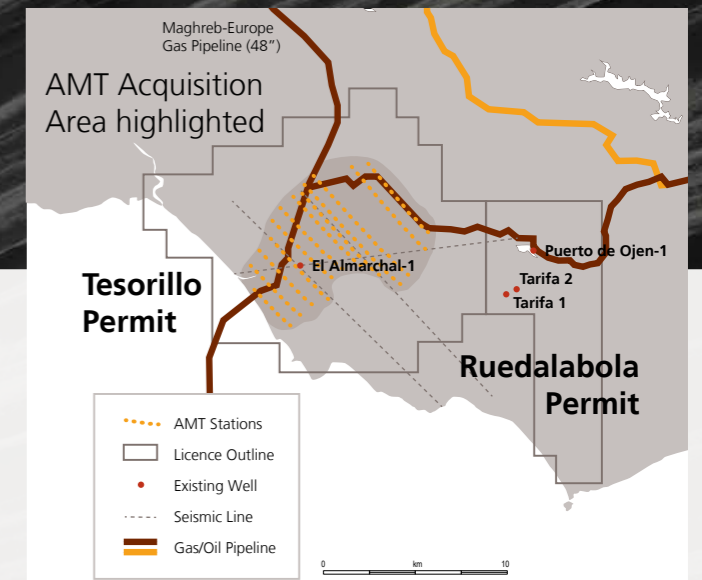 Maghreb-Europe
Gas Pipeline (48”)
AMT Acquisition
Area highlighted
El Almarchal-1
Puerto de Ojen-1
Tarifa 2
Tarifa 1
Tesorillo
Permit
Ruedalabola
Permit
AMT Stations
Licence Outline
Existing Well
Seismic Line
Gas/Oil Pipeline
0 km 10